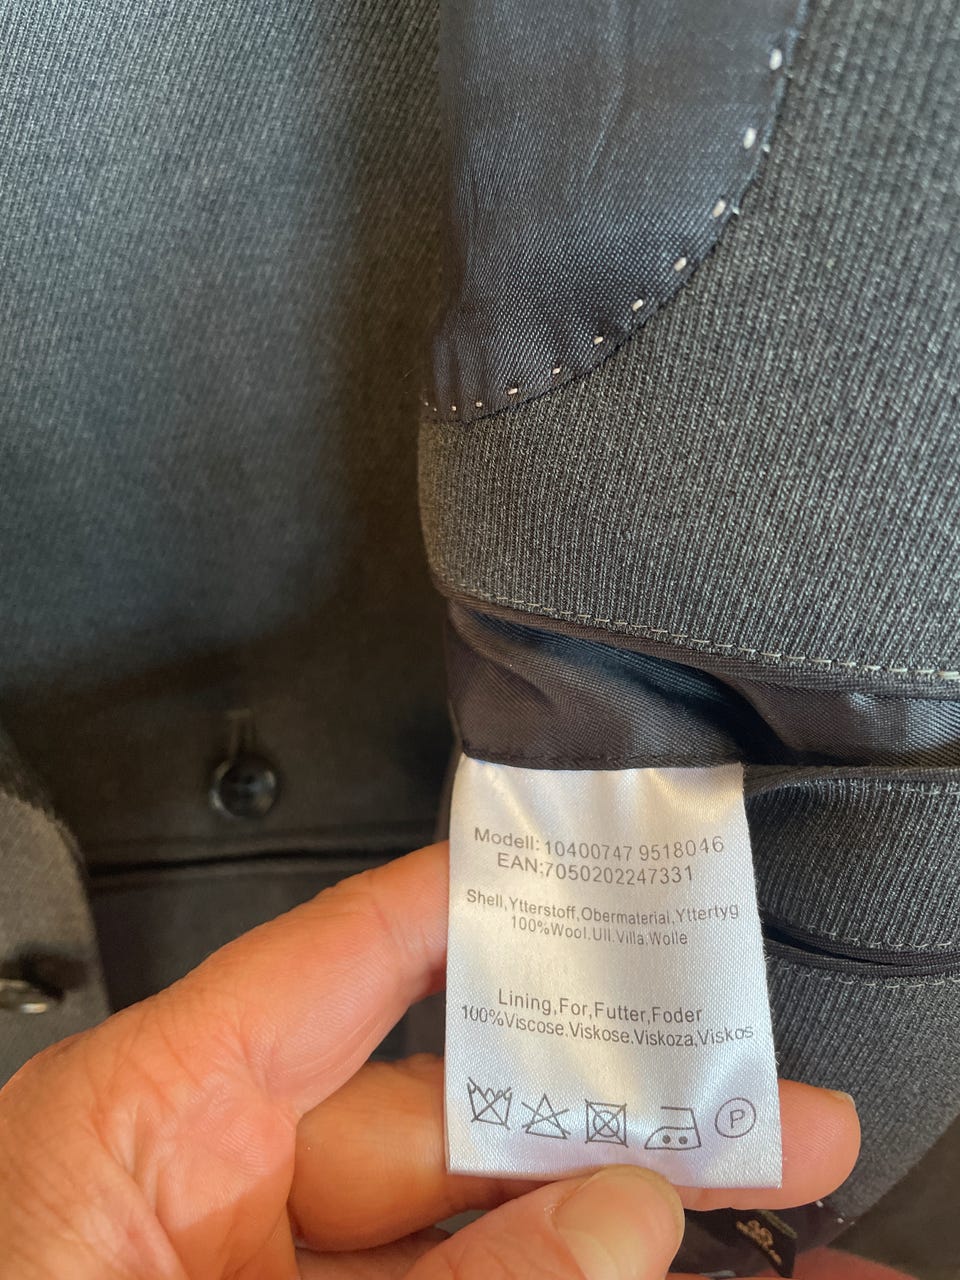 Modell: 10400747 9518046
EAN:7050202247331
Shell,Ytterstoff,Obermaterial,Yttertyg
100%Wool,Ull,Villa,Wolle
Lining,For,Futter,Foder
100%Viscose.Viskose.Viskoza,Viskos
P